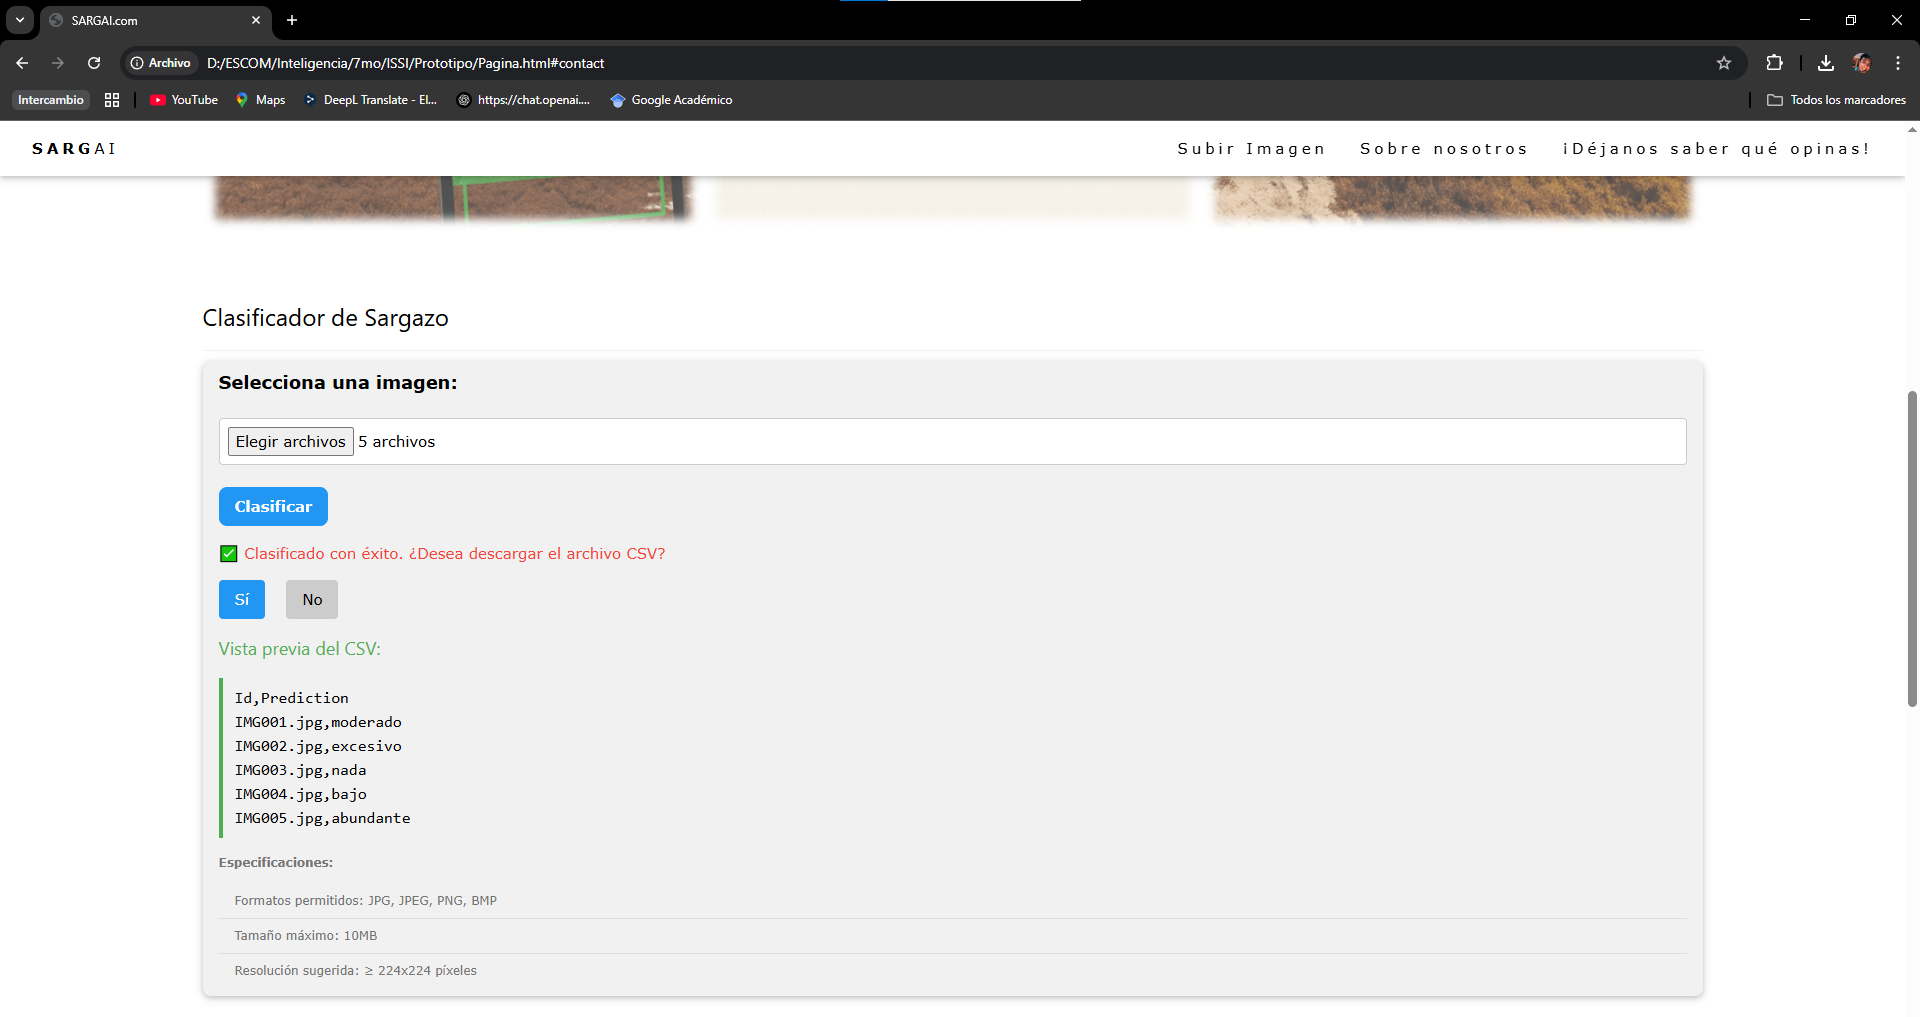 SARGAI.com
Archivo D:/ESCOM/Inteligencia/7mo/ISSI/Prototipo/Pagina.html#contact
Intercambio YouTube Maps DeepL Translate - El... https://chat.openai.... Google Académico Todos los marcadores
SARGAI Subir Imagen Sobre nosotros ¡Déjanos saber qué opinas!
Clasificador de Sargazo
Selecciona una imagen:
Elegir archivos 5 archivos
Clasificar
Clasificado con éxito. ¿Desea descargar el archivo CSV?
Sí No
Vista previa del CSV:
Id,Prediction
IMG001.jpg,moderado
IMG002.jpg,excesivo
IMG003.jpg,nada
IMG004.jpg,bajo
IMG005.jpg,abundante
Especificaciones:
Formatos permitidos: JPG, JPEG, PNG, BMP
Tamaño máximo: 10MB
Resolución sugerida: ≥ 224x224 píxeles